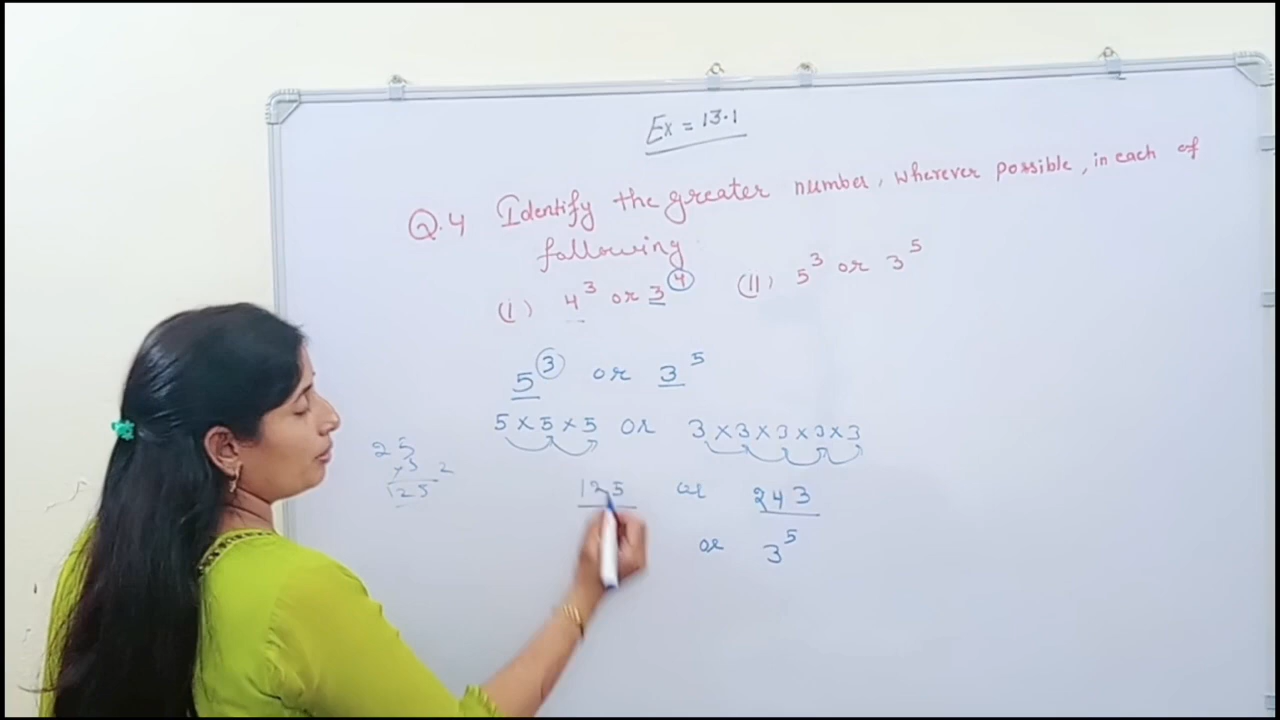 Ex = 13.1
Q.4 Identify the greater number, wherever possible, in each of
following
(i) 4³ or 3⁴ (II) 5³ or 3⁵
5³ or 3⁵
5 × 5 × 5 or 3 × 3 × 3 × 3 × 3
25
×5 2
125
125 or 243
or 3⁵